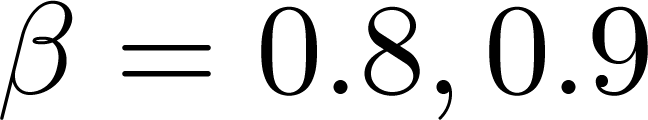 β = 0.8, 0.9